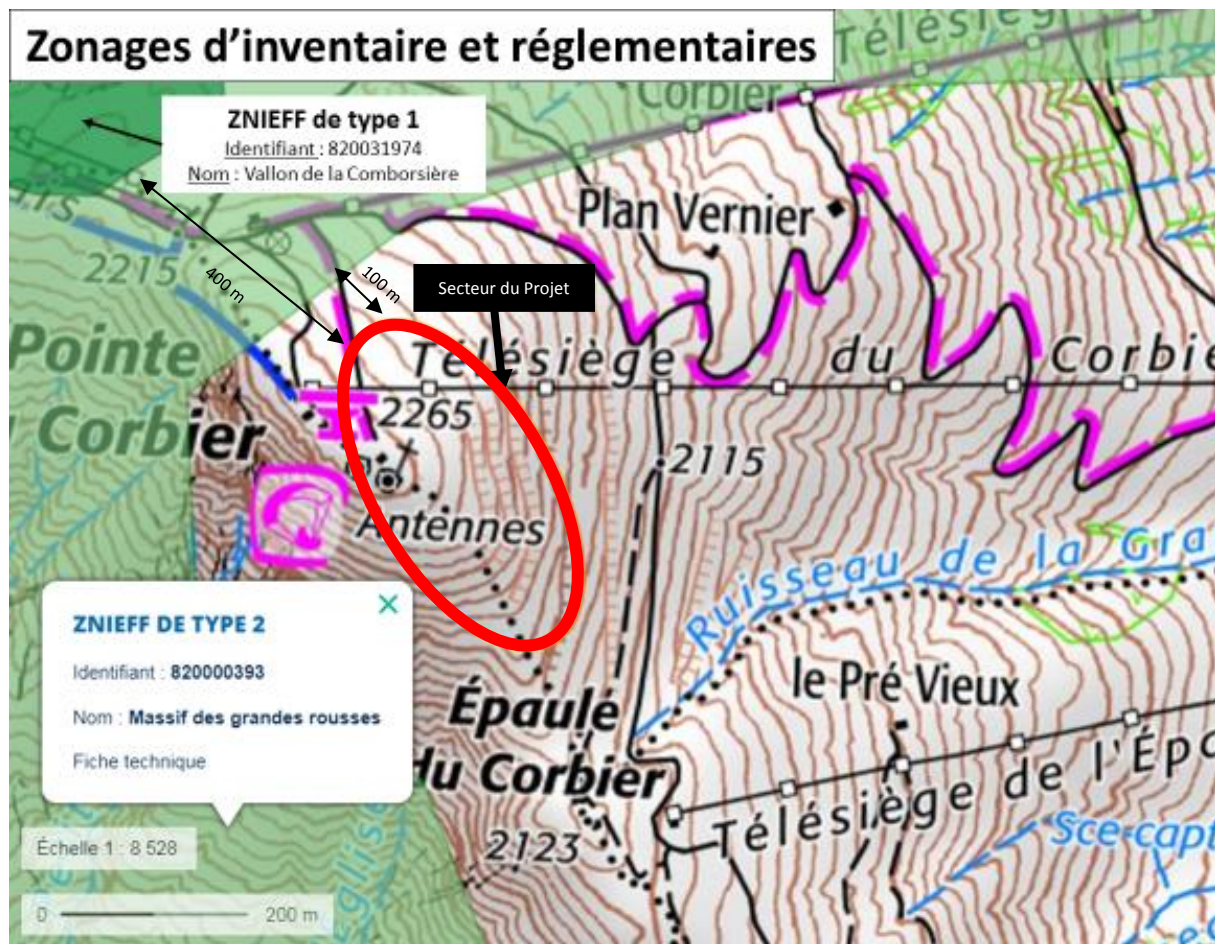 Zonages d’inventaire et réglementaires
Télésiège
Corbier
ZNIEFF de type 1
Identifiant : 820031974
Nom : Vallon de la Comborsière
Plan Vernier
2215
400 m
100 m
Secteur du Projet
Pointe
Corbier
Télésiège du Corbie
2265
2115
Antennes
Ruisseau de la Gra
ZNIEFF DE TYPE 2
Identifiant : 820000393
Nom : Massif des grandes rousses
Fiche technique
le Pré Vieux
Épaule
du Corbier
Télésiège de l'Épa
Sce-capt
2123
Échelle 1 : 8 528
0 200 m